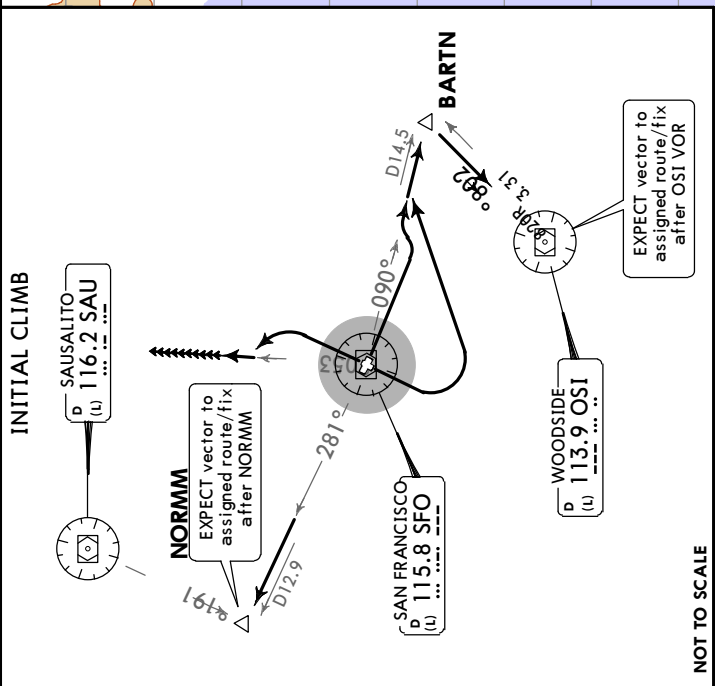 INITIAL CLIMB
D
(L)
SAUSALITO
116.2 SAU
NORMM
EXPECT vector to
assigned route/fix
after NORMM
191°
D12.9
281°
053
090°
D14.5
BARTN
SAN FRANCISCO
D
(L)
115.8 SFO
EXPECT vector to
assigned route/fix
after OSI VOR
WOODSIDE
D
(L)
113.9 OSI
NOT TO SCALE